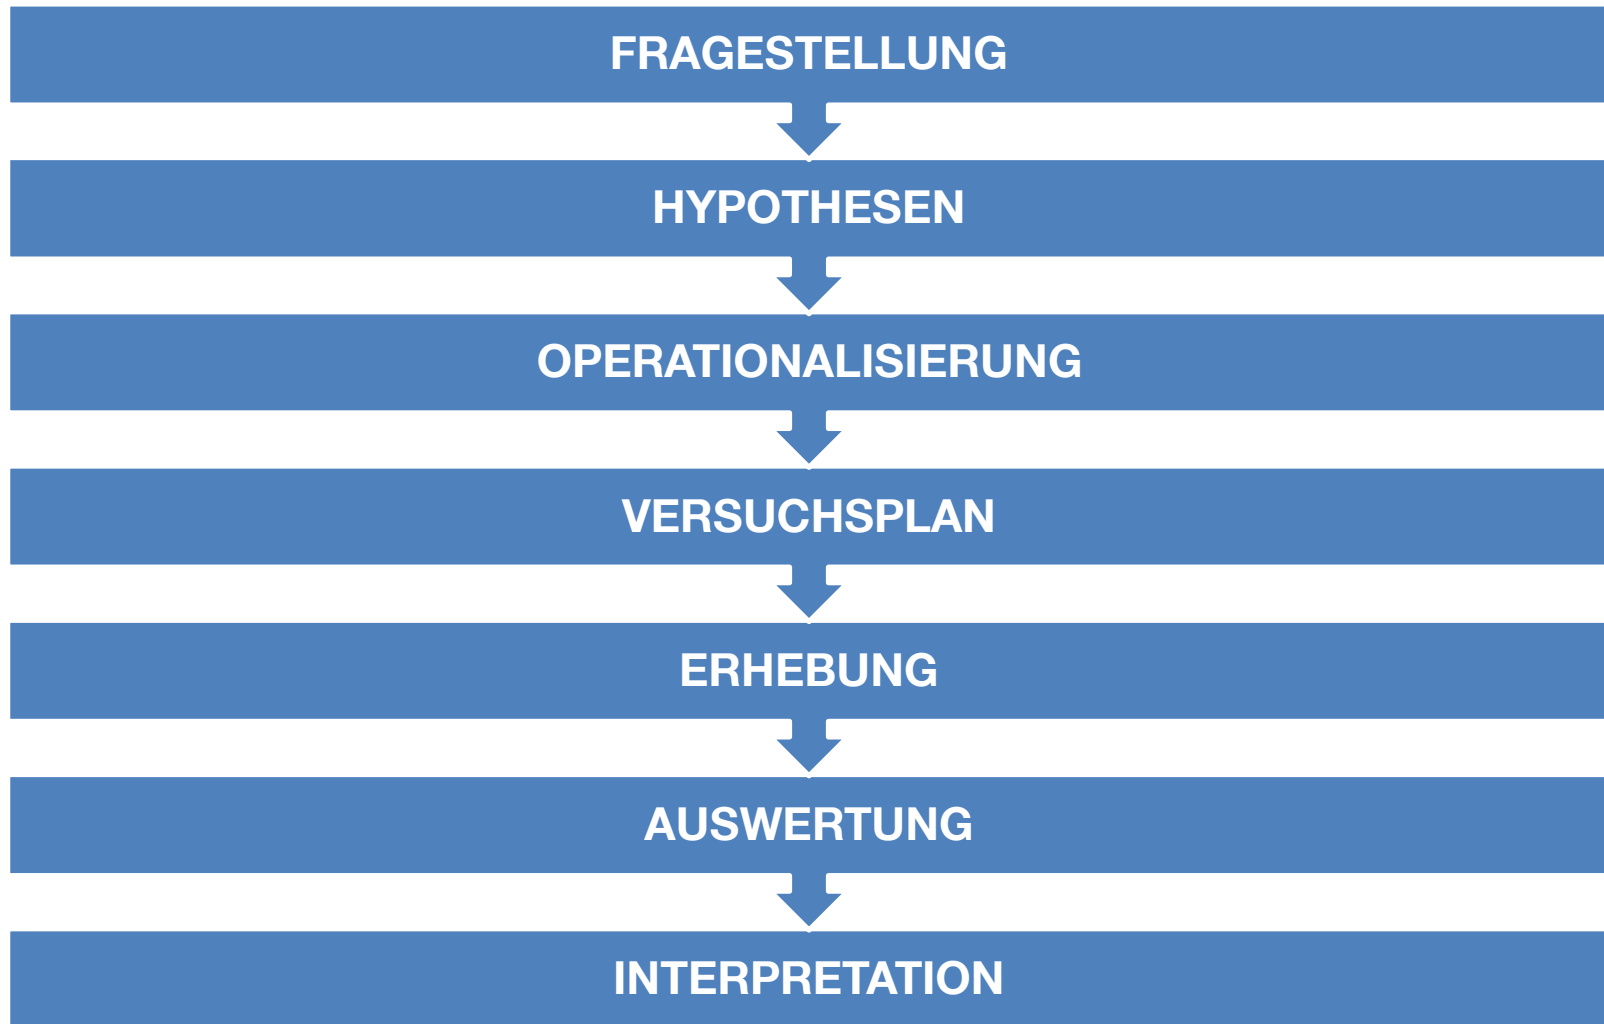 FRAGESTELLUNG
HYPOTHESEN
OPERATIONALISIERUNG
VERSUCHSPLAN
ERHEBUNG
AUSWERTUNG
INTERPRETATION